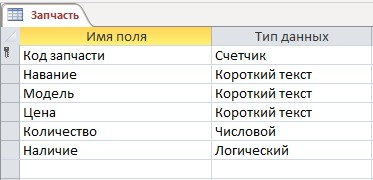 Запчасть
Имя поля Тип данных
Код запчасти Счетчик
Навание Короткий текст
Модель Короткий текст
Цена Короткий текст
Количество Числовой
Наличие Логический